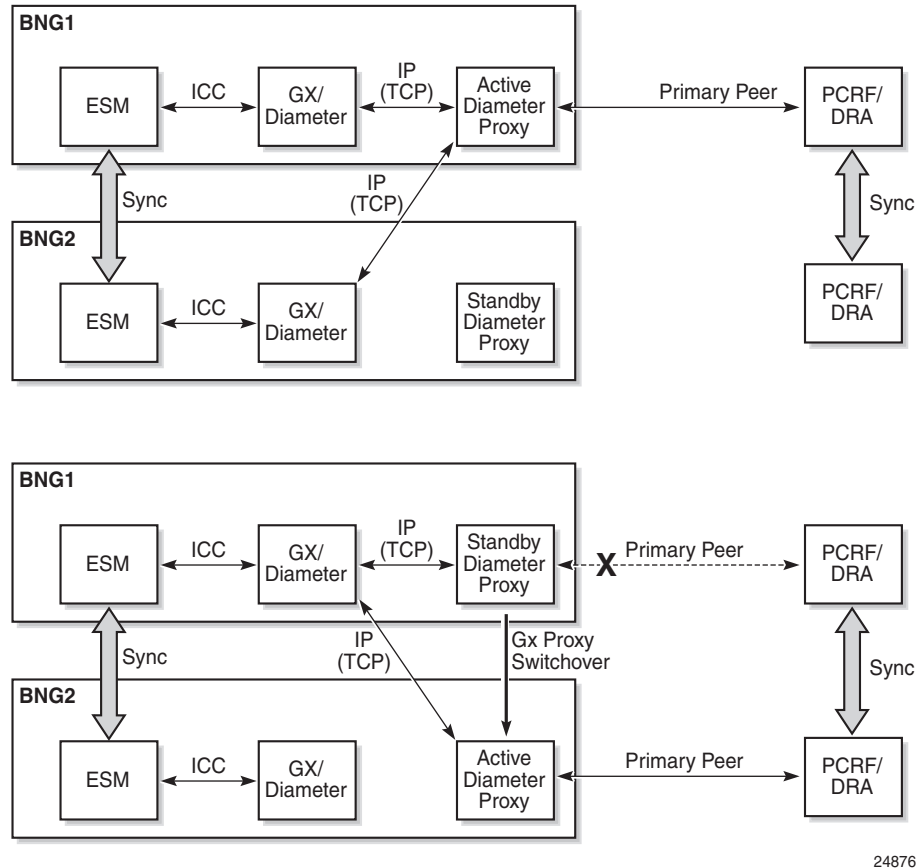 BNG1
ESM
ICC
GX/
Diameter
IP
(TCP)
Active
Diameter
Proxy
Primary Peer
PCRF/
DRA
Sync
IP
(TCP)
Sync
BNG2
ESM
ICC
GX/
Diameter
Standby
Diameter
Proxy
PCRF/
DRA
BNG1
ESM
ICC
GX/
Diameter
IP
(TCP)
Standby
Diameter
Proxy
X
Primary Peer
PCRF/
DRA
Sync
IP
(TCP)
Gx Proxy
Switchover
Sync
BNG2
ESM
ICC
GX/
Diameter
Active
Diameter
Proxy
Primary Peer
PCRF/
DRA
24876